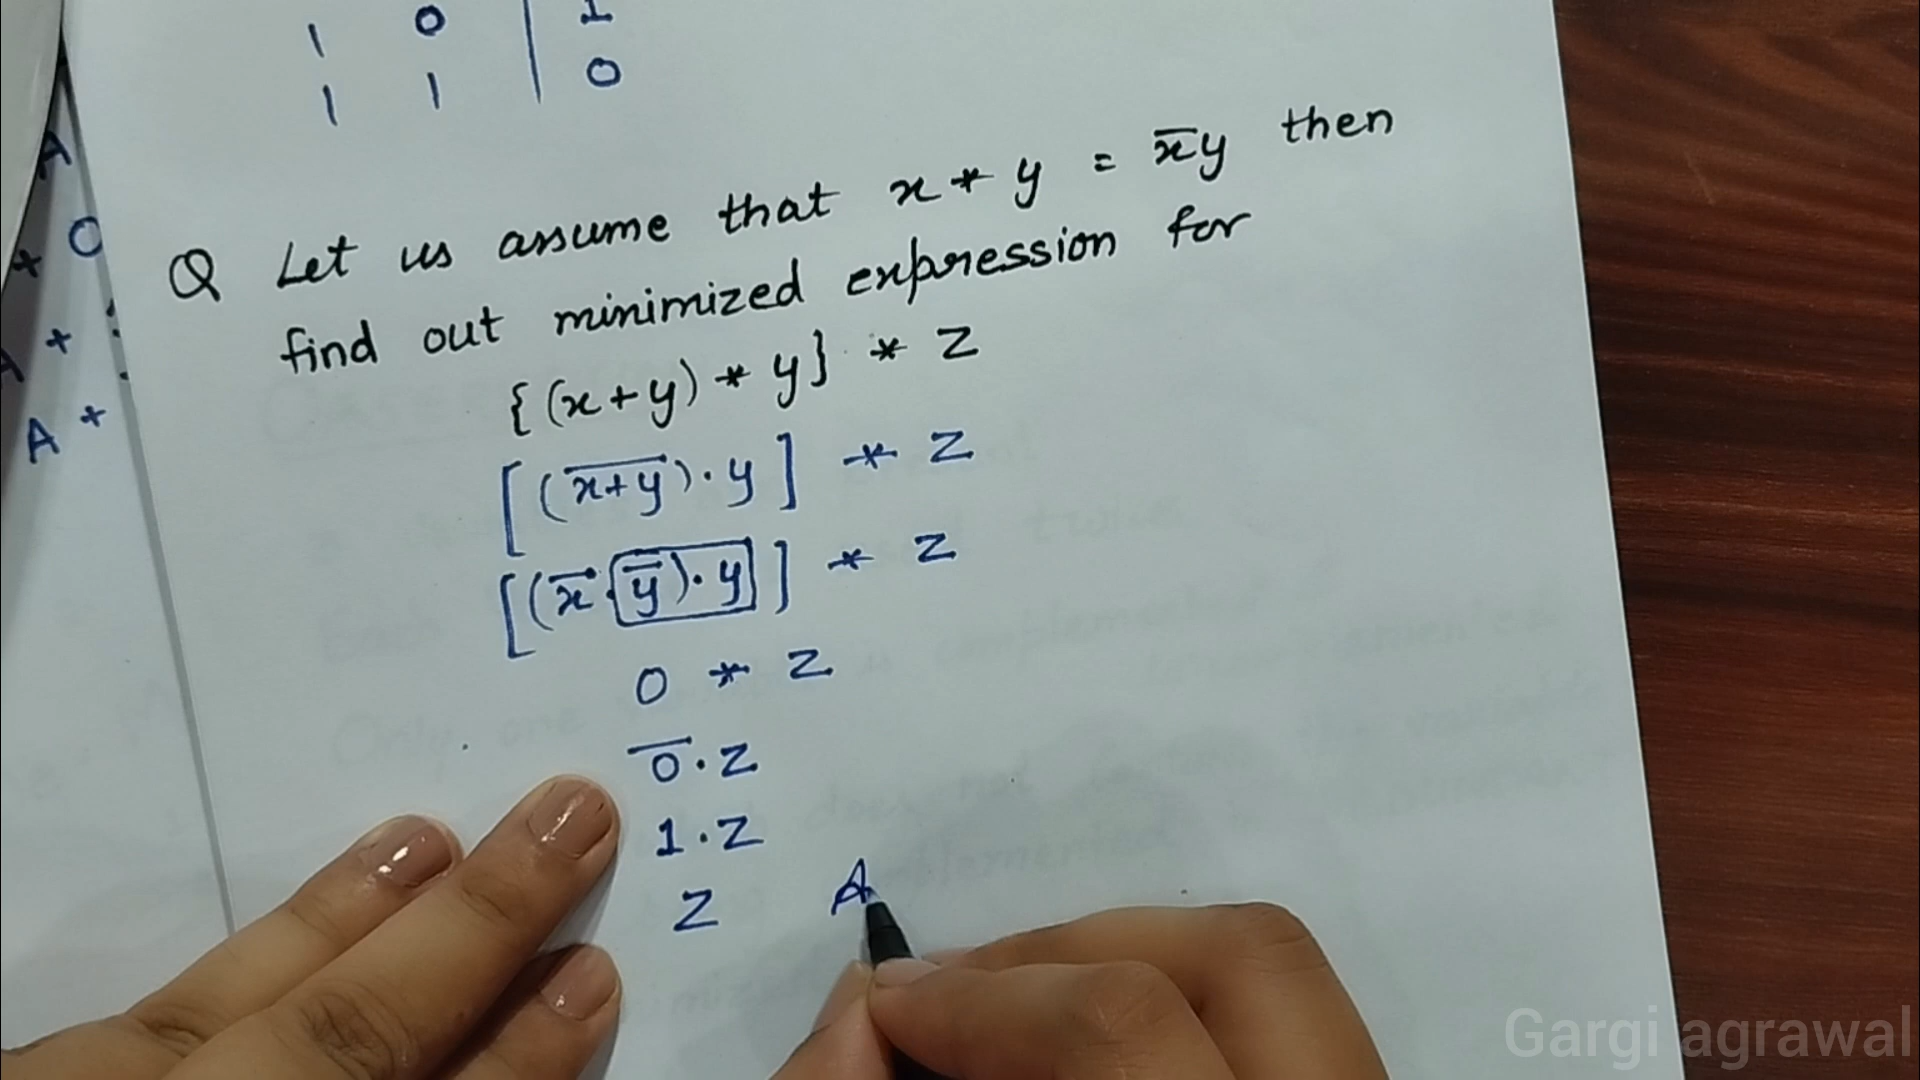 1 0 | 1
1 1 | 0
Q Let us assume that x * y = x̅y then
find out minimized expression for
{(x+y) * y} * Z
[(x̅+̅y̅)·y] * Z
[(x̅·y̅)·y] * Z
0 * Z
0̅·Z
1·Z
Z A
A
* O
A +
A +
Gargi agrawal